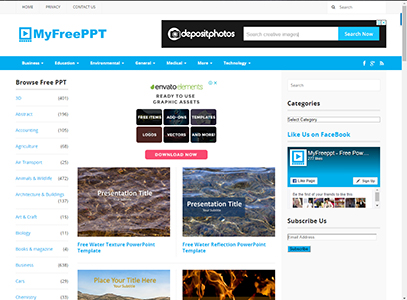 HOME PRIVACY CONTACT US
Search
MyFreePPT
depositphotos Search creative images Search Now
Business Education Environmental General Medical More Technology
Browse Free PPT
3D (401)
Abstract (196)
Accounting (105)
Agriculture (68)
Air Transport (25)
Animals & Wildlife (472)
Architecture & Buildings (137)
Art & Craft (16)
Biology (11)
Books & magazine (4)
Business (638)
Cars (22)
Chemistry (33)
envatoelements
READY TO USE
GRAPHIC ASSETS
FREE ITEMS ADD-ONS TEMPLATES
LOGOS VECTORS AND MORE!
DOWNLOAD NOW
Presentation Title
Your Subtitle
Free Water Texture PowerPoint
Template
Presentation Title
Your subtitle
Free Water Reflection PowerPoint
Template
Place Your Title Here
Your Subtitle
Search
Categories
Select Category
Like Us on FaceBook
MyFreeppt - Free Pow...
Like Page Sign Up
Be the first of your friends to like this
Subscribe Us
Email Address
Subscribe